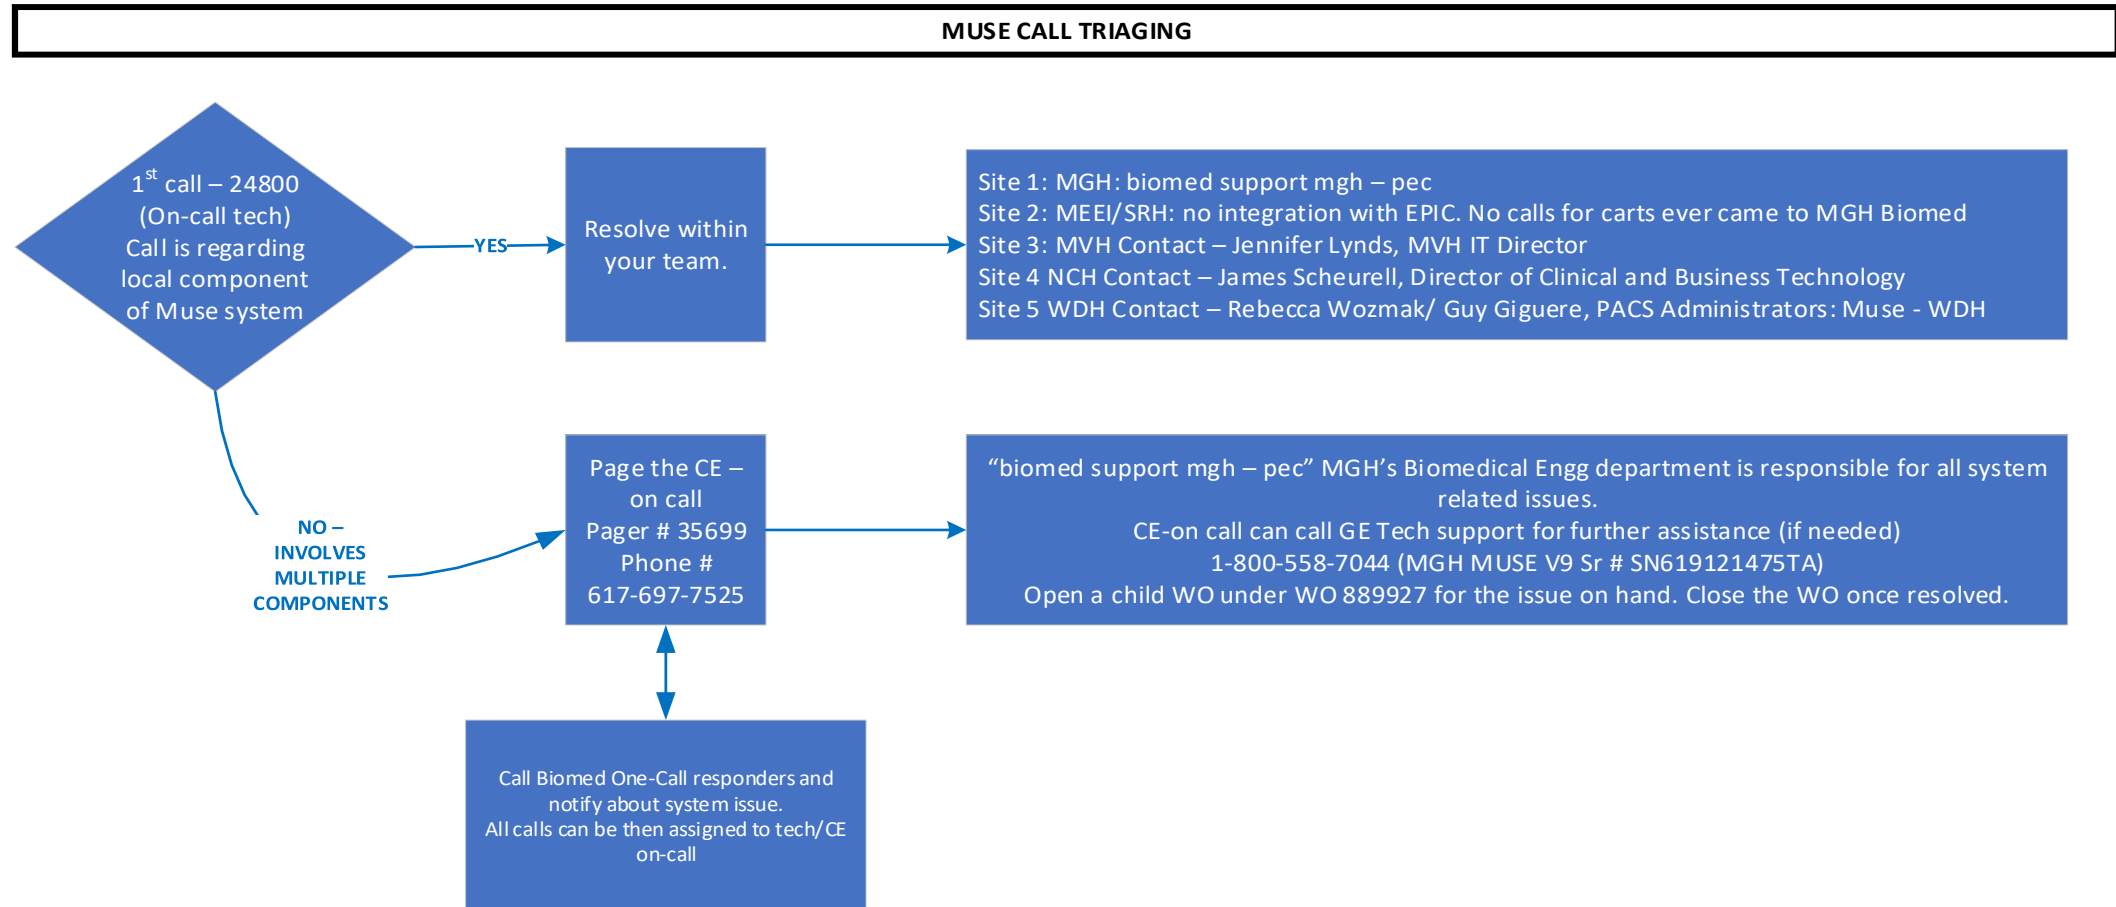 MUSE CALL TRIAGING
1st call – 24800
(On-call tech)
Call is regarding
local component
of Muse system
YES
Resolve within
your team.
Site 1: MGH: biomed support mgh – pec
Site 2: MEEI/SRH: no integration with EPIC. No calls for carts ever came to MGH Biomed
Site 3: MVH Contact – Jennifer Lynds, MVH IT Director
Site 4 NCH Contact – James Scheurell, Director of Clinical and Business Technology
Site 5 WDH Contact – Rebecca Wozmak/ Guy Giguere, PACS Administrators: Muse - WDH
NO –
INVOLVES
MULTIPLE
COMPONENTS
Page the CE –
on call
Pager # 35699
Phone #
617-697-7525
“biomed support mgh – pec” MGH’s Biomedical Engg department is responsible for all system
related issues.
CE-on call can call GE Tech support for further assistance (if needed)
1-800-558-7044 (MGH MUSE V9 Sr # SN619121475TA)
Open a child WO under WO 889927 for the issue on hand. Close the WO once resolved.
Call Biomed One-Call responders and
notify about system issue.
All calls can be then assigned to tech/CE
on-call